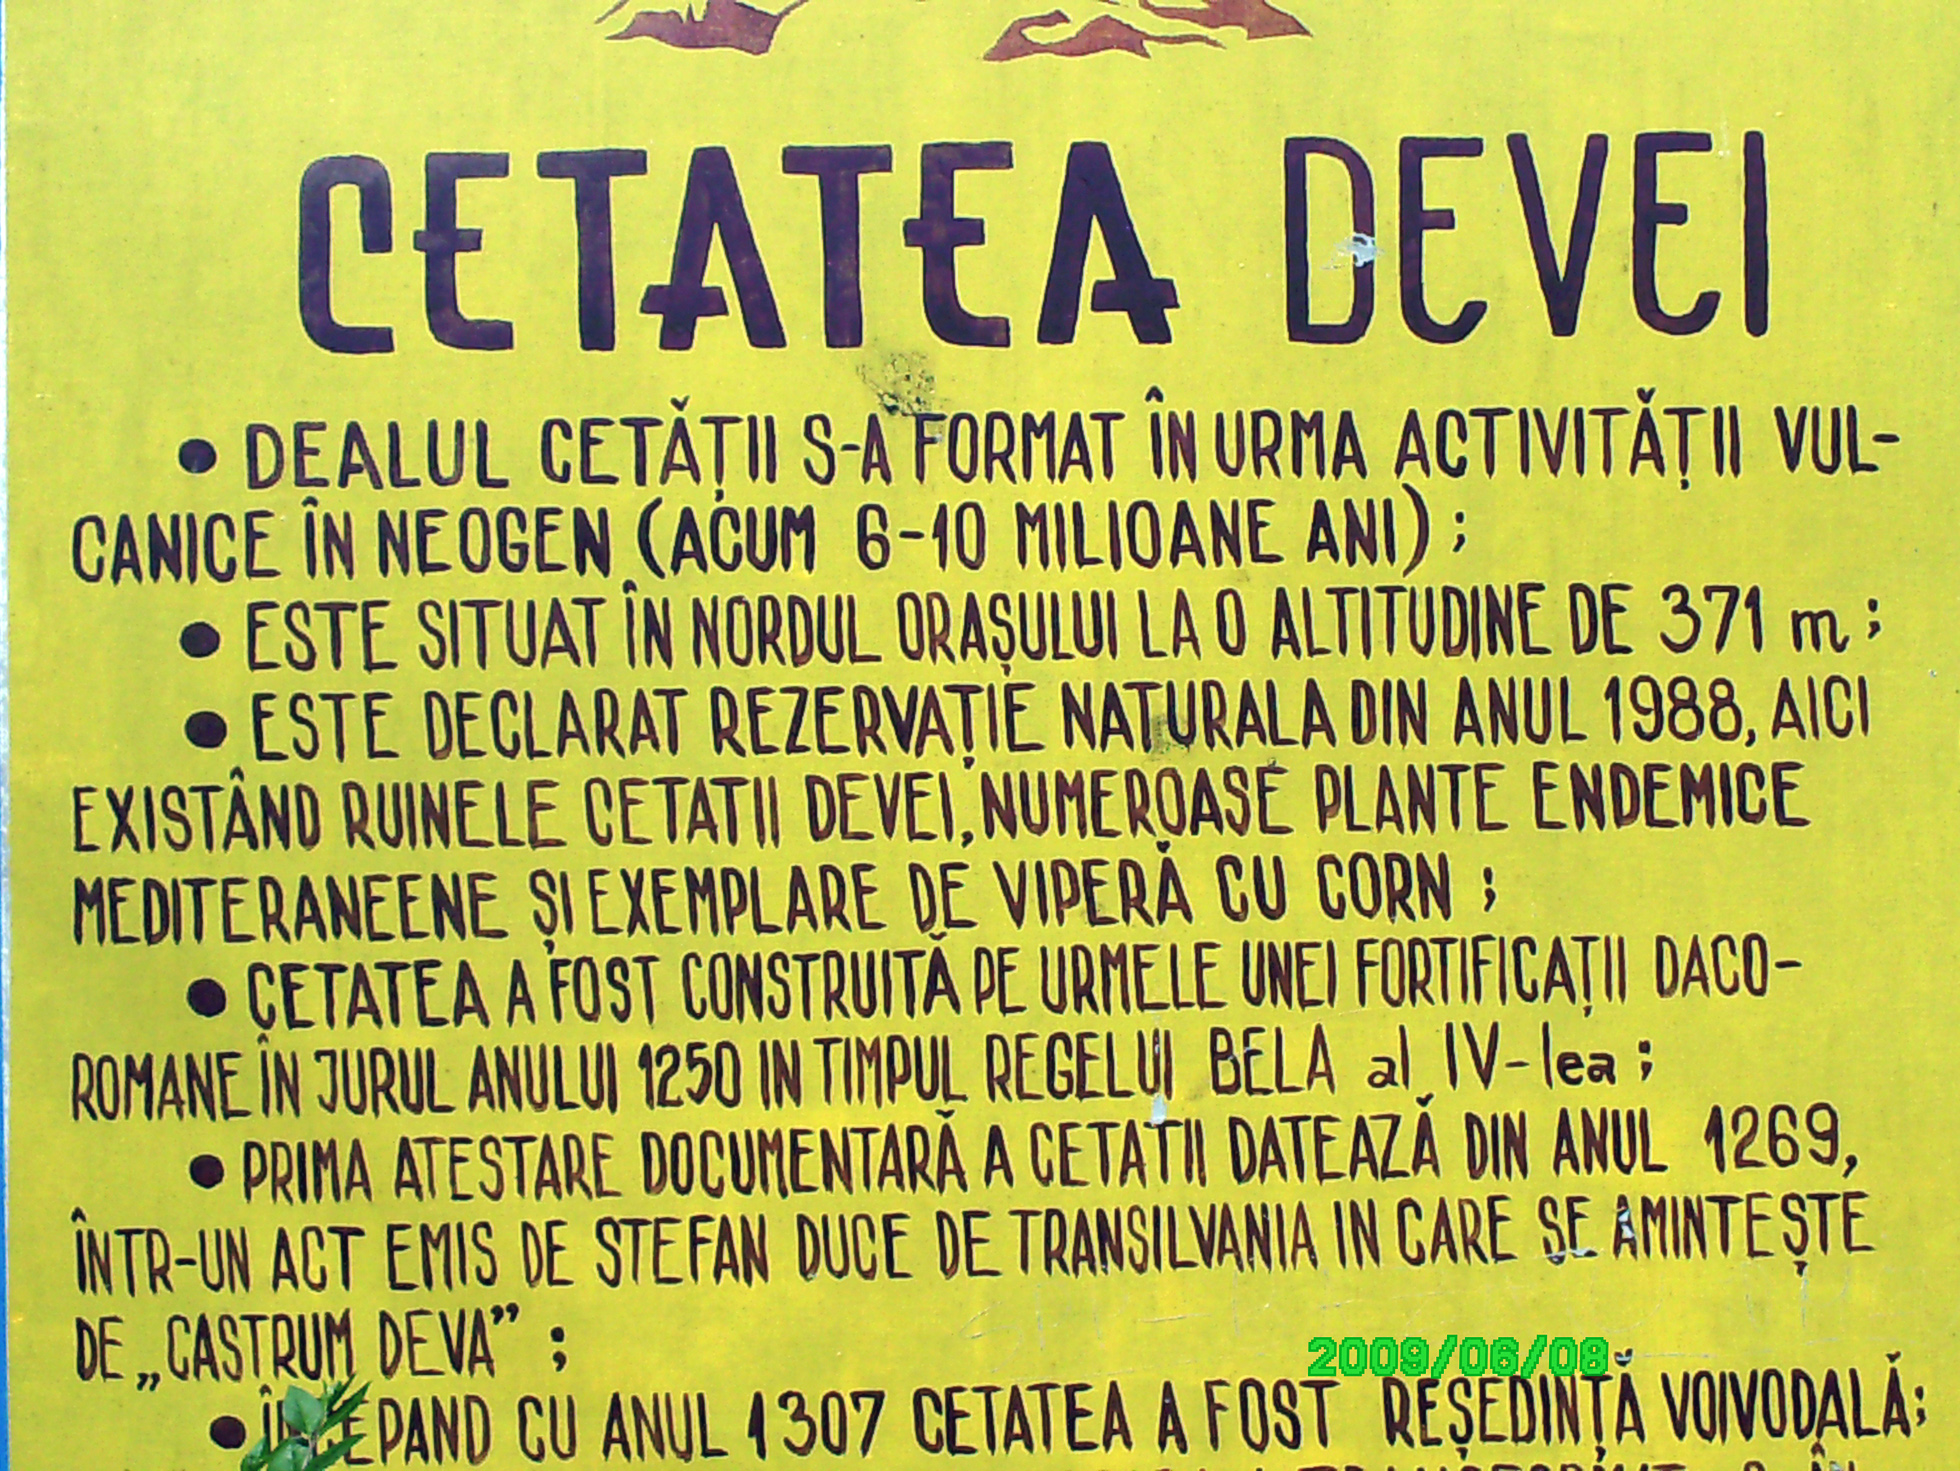 CETATEA DEVEI
• DEALUL CETĂȚII S-A FORMAT ÎN URMA ACTIVITĂȚII VUL-
CANICE ÎN NEOGEN (ACUM 6-10 MILIOANE ANI) ;
• ESTE SITUAT ÎN NORDUL ORAȘULUI LA O ALTITUDINE DE 371 m ;
• ESTE DECLARAT REZERVAȚIE NATURALA DIN ANUL 1988, AICI
EXISTÂND RUINELE CETATII DEVEI, NUMEROASE PLANTE ENDEMICE
MEDITERANEENE ȘI EXEMPLARE DE VIPERĂ CU CORN ;
• CETATEA A FOST CONSTRUITĂ PE URMELE UNEI FORTIFICAȚII DACO-
ROMANE ÎN JURUL ANULUI 1250 IN TIMPUL REGELUI BELA al IV-lea ;
• PRIMA ATESTARE DOCUMENTARĂ A CETATII DATEAZĂ DIN ANUL 1269,
ÎNTR-UN ACT EMIS DE STEFAN DUCE DE TRANSILVANIA IN CARE SE AMINTEȘTE
DE „CASTRUM DEVA” ;
2009/06/08
• ÎNCEPAND CU ANUL 1307 CETATEA A FOST REȘEDINȚĂ VOIVODALĂ;